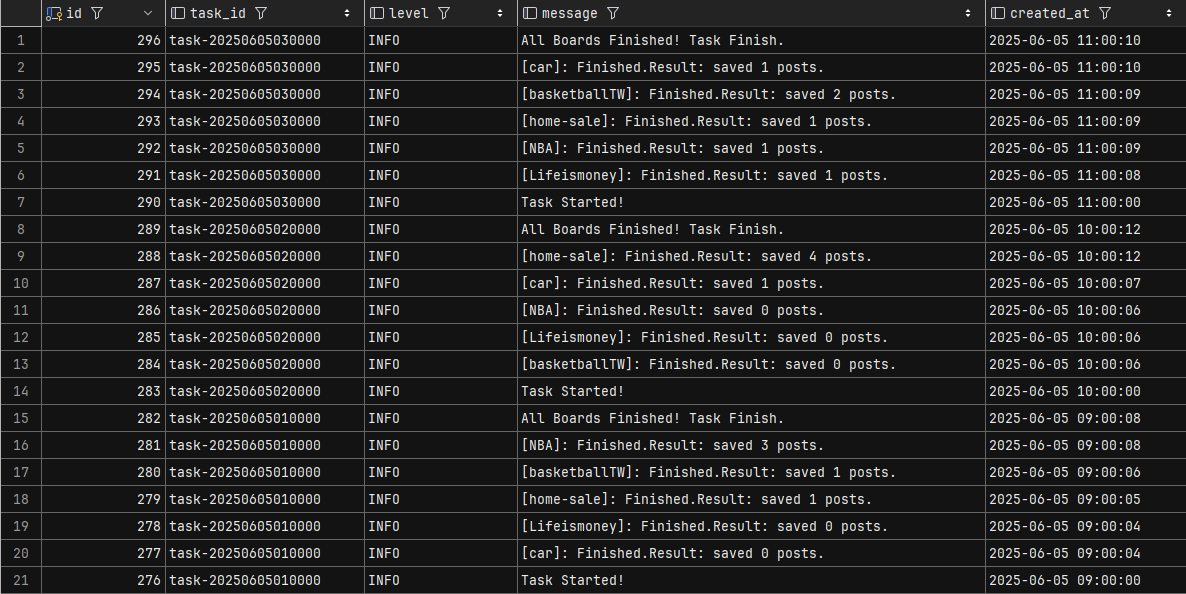 id task_id level message created_at
1 296 task-20250605030000 INFO All Boards Finished! Task Finish. 2025-06-05 11:00:10
2 295 task-20250605030000 INFO [car]: Finished.Result: saved 1 posts. 2025-06-05 11:00:10
3 294 task-20250605030000 INFO [basketballTW]: Finished.Result: saved 2 posts. 2025-06-05 11:00:09
4 293 task-20250605030000 INFO [home-sale]: Finished.Result: saved 1 posts. 2025-06-05 11:00:09
5 292 task-20250605030000 INFO [NBA]: Finished.Result: saved 1 posts. 2025-06-05 11:00:09
6 291 task-20250605030000 INFO [Lifeismoney]: Finished.Result: saved 1 posts. 2025-06-05 11:00:08
7 290 task-20250605030000 INFO Task Started! 2025-06-05 11:00:00
8 289 task-20250605020000 INFO All Boards Finished! Task Finish. 2025-06-05 10:00:12
9 288 task-20250605020000 INFO [home-sale]: Finished.Result: saved 4 posts. 2025-06-05 10:00:12
10 287 task-20250605020000 INFO [car]: Finished.Result: saved 1 posts. 2025-06-05 10:00:07
11 286 task-20250605020000 INFO [NBA]: Finished.Result: saved 0 posts. 2025-06-05 10:00:06
12 285 task-20250605020000 INFO [Lifeismoney]: Finished.Result: saved 0 posts. 2025-06-05 10:00:06
13 284 task-20250605020000 INFO [basketballTW]: Finished.Result: saved 0 posts. 2025-06-05 10:00:06
14 283 task-20250605020000 INFO Task Started! 2025-06-05 10:00:00
15 282 task-20250605010000 INFO All Boards Finished! Task Finish. 2025-06-05 09:00:08
16 281 task-20250605010000 INFO [NBA]: Finished.Result: saved 3 posts. 2025-06-05 09:00:08
17 280 task-20250605010000 INFO [basketballTW]: Finished.Result: saved 1 posts. 2025-06-05 09:00:06
18 279 task-20250605010000 INFO [home-sale]: Finished.Result: saved 1 posts. 2025-06-05 09:00:05
19 278 task-20250605010000 INFO [Lifeismoney]: Finished.Result: saved 0 posts. 2025-06-05 09:00:04
20 277 task-20250605010000 INFO [car]: Finished.Result: saved 0 posts. 2025-06-05 09:00:04
21 276 task-20250605010000 INFO Task Started! 2025-06-05 09:00:00